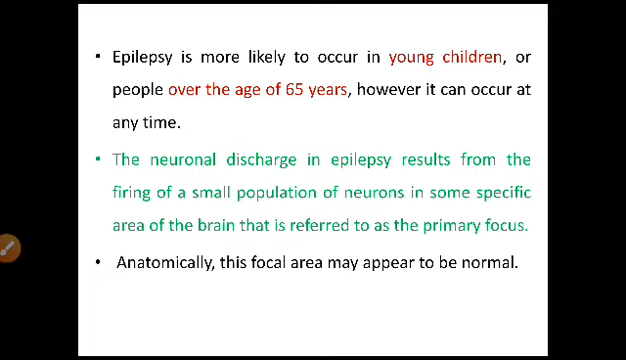 • Epilepsy is more likely to occur in young children, or
people over the age of 65 years, however it can occur at
any time.
• The neuronal discharge in epilepsy results from the
firing of a small population of neurons in some specific
area of the brain that is referred to as the primary focus.
• Anatomically, this focal area may appear to be normal.